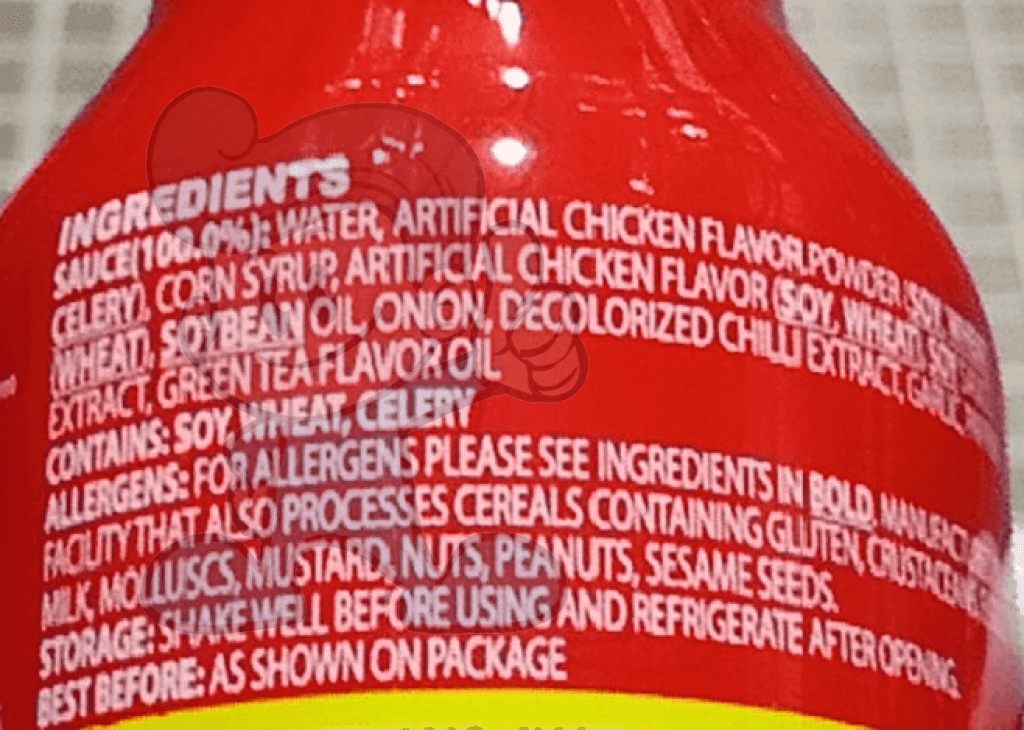 INGREDIENTS
SAUCE(100.0%): WATER, ARTIFICIAL CHICKEN FLAVOR POWDER (SOY,
CELERY), CORN SYRUP, ARTIFICIAL CHICKEN FLAVOR (SOY, WHEAT), SOY
WHEAT), SOYBEAN OIL, ONION, DECOLORIZED CHILLI EXTRACT, GARLIC
EXTRACT, GREEN TEA FLAVOR OIL
CONTAINS: SOY, WHEAT, CELERY
ALLERGENS: FOR ALLERGENS PLEASE SEE INGREDIENTS IN BOLD.
FACILITY THAT ALSO PROCESSES CEREALS CONTAINING GLUTEN,
MILK, MOLLUSCS, MUSTARD, NUTS, PEANUTS, SESAME SEEDS.
STORAGE: SHAKE WELL BEFORE USING AND REFRIGERATE AFTER OPENING.
BEST BEFORE: AS SHOWN ON PACKAGE